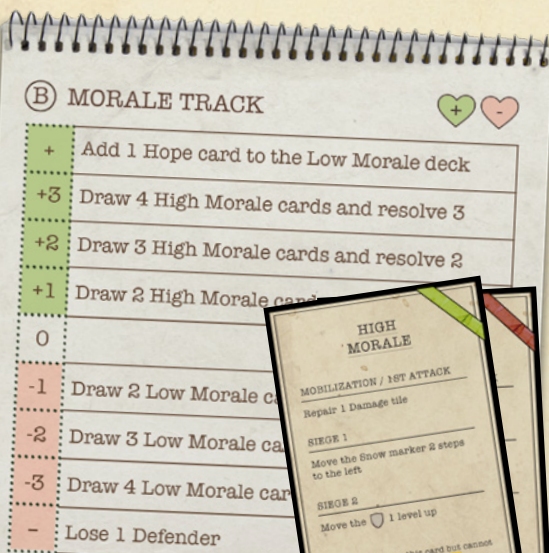 B MORALE TRACK
+ -
+ Add 1 Hope card to the Low Morale deck
+3 Draw 4 High Morale cards and resolve 3
+2 Draw 3 High Morale cards and resolve 2
+1 Draw 2 High Morale
0
-1 Draw 2 Low Morale
-2 Draw 3 Low Morale
-3 Draw 4 Low Morale
- Lose 1 Defender
HIGH
MORALE
MOBILIZATION / 1ST ATTACK
Repair 1 Damage tile
SIEGE 1
Move the Snow marker 2 steps
to the left
SIEGE 2
Move the 1 level up
this card but cannot